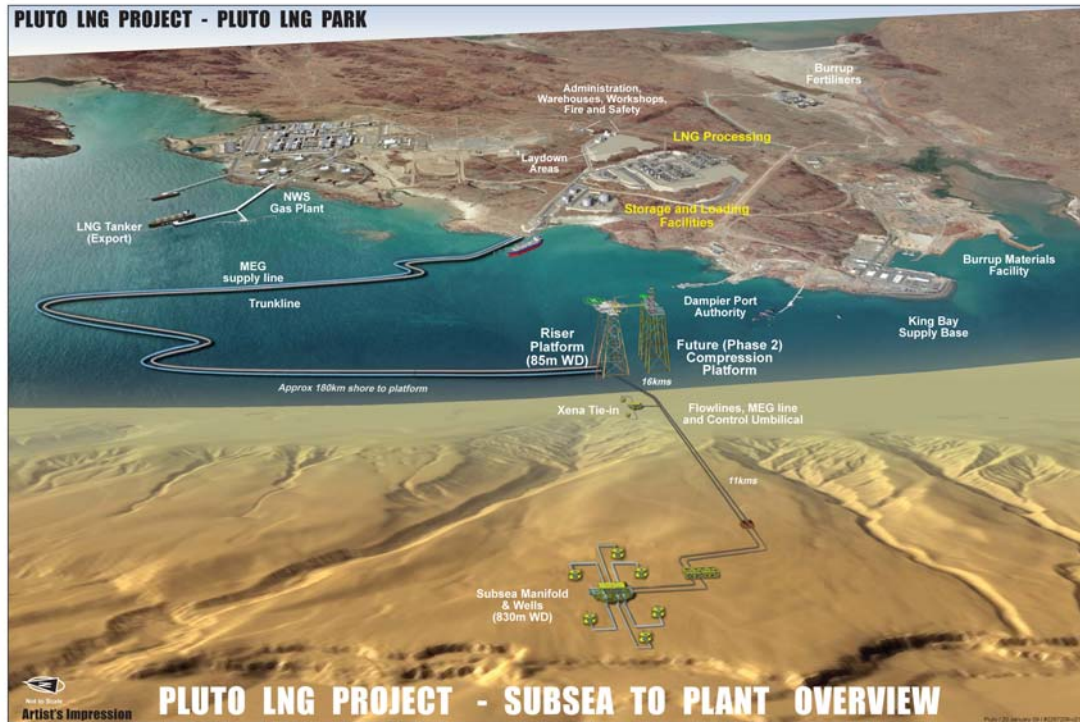 PLUTO LNG PROJECT - PLUTO LNG PARK
Burrup
Fertilisers
Administration,
Warehouses, Workshops,
Fire and Safety
LNG Processing
Laydown
Areas
NWS
Gas Plant
Storage and Loading
Facilities
LNG Tanker
(Export)
Burrup Materials
Facility
MEG
supply line
Trunkline
Dampier Port
Authority
King Bay
Supply Base
Riser
Platform
(85m WD)
Future (Phase 2)
Compression
Platform
Approx 180km shore to platform
16kms
Xena Tie-in
Flowlines, MEG line
and Control Umbilical
11kms
Subsea Manifold
& Wells
(830m WD)
Not to Scale
Artist's Impression
PLUTO LNG PROJECT - SUBSEA TO PLANT OVERVIEW